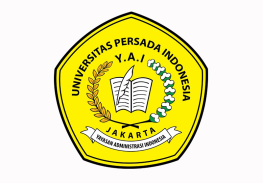 UNIVERSITAS PERSADA INDONESIA
Y.A.I
JAKARTA
YAYASAN ADMINISTRASI INDONESIA